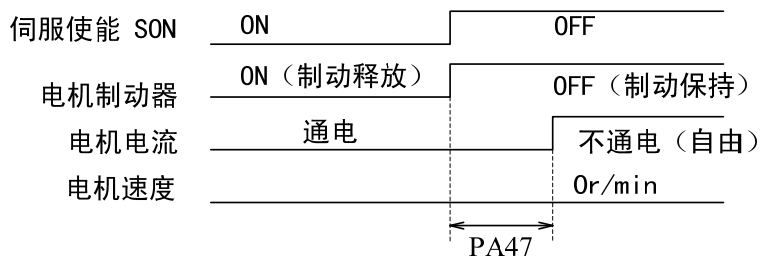 伺服使能 SON ON OFF
电机制动器 ON（制动释放） OFF（制动保持）
电机电流 通电 不通电（自由）
电机速度 0r/min
PA47